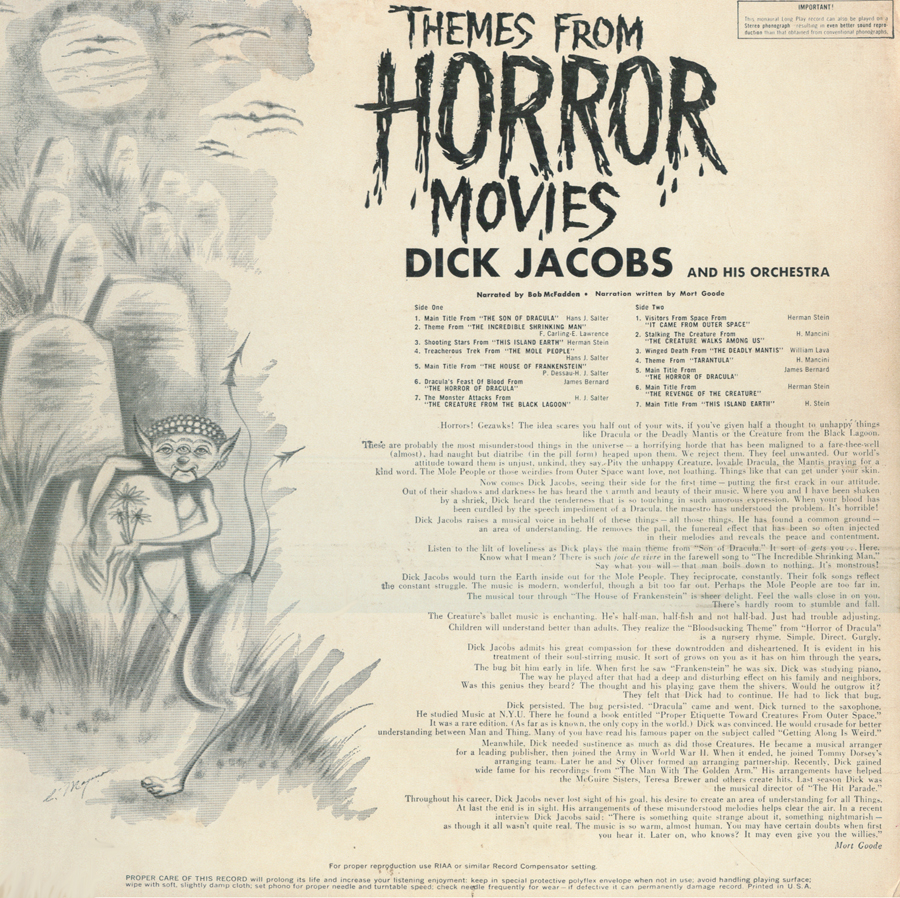 IMPORTANT!
This monaural Long Play record can also be played on a
Stereo phonograph resulting in even better sound repro-
duction than that obtained from conventional phonographs.
THEMES FROM
HORROR
MOVIES
DICK JACOBS AND HIS ORCHESTRA
Narrated by Bob McFadden • Narration written by Mort Goode
Side One
1. Main Title From "THE SON OF DRACULA" Hans J. Salter
2. Theme From "THE INCREDIBLE SHRINKING MAN"
F. Carling-E. Lawrence
3. Shooting Stars From "THIS ISLAND EARTH" Herman Stein
4. Treacherous Trek From "THE MOLE PEOPLE"
Hans J. Salter
5. Main Title From "THE HOUSE OF FRANKENSTEIN"
P. Dessau-H. J. Salter
6. Dracula's Feast Of Blood From James Bernard
"THE HORROR OF DRACULA"
7. The Monster Attacks From H. J. Salter
"THE CREATURE FROM THE BLACK LAGOON"
Side Two
1. Visitors From Space From Herman Stein
"IT CAME FROM OUTER SPACE"
2. Stalking The Creature From H. Mancini
"THE CREATURE WALKS AMONG US"
3. Winged Death From "THE DEADLY MANTIS" William Lava
4. Theme From "TARANTULA" H. Mancini
5. Main Title From James Bernard
"THE HORROR OF DRACULA"
6. Main Title From Herman Stein
"THE REVENGE OF THE CREATURE"
7. Main Title From "THIS ISLAND EARTH" H. Stein
Horrors! Gezawks! The idea scares you half out of your wits, if you've given half a thought to unhappy things
like Dracula or the Deadly Mantis or the Creature from the Black Lagoon.
These are probably the most misunderstood things in the universe – a horrifying horde that has been maligned to a fare-thee-well
(almost), had naught but diatribe (in the pill form) heaped upon them. We reject them. They feel unwanted. Our world's
attitude toward them is unjust, unkind, they say. Pity the unhappy Creature, lovable Dracula, the Mantis praying for a
kind word. The Mole People or those weirdies from Outer Space want love, not loathing. Things like that can get under your skin.
Now comes Dick Jacobs, seeing their side for the first time – putting the first crack in our attitude.
Out of their shadows and darkness he has heard the warmth and beauty of their music. Where you and I have been shaken
by a shriek, Dick heard the tenderness that is so touching in such amorous expression. When your blood has
been curdled by the speech impediment of a Dracula, the maestro has understood the problem. It's horrible!
Dick Jacobs raises a musical voice in behalf of these things – all those things. He has found a common ground –
an area of understanding. He removes the pall, the funereal effect that has been so often injected
in their melodies and reveals the peace and contentment.
Listen to the lilt of loveliness as Dick plays the main theme from "Son of Dracula." It sort of gets you ... Here.
Know what I mean? There is such joie de vivre in the farewell song to "The Incredible Shrinking Man."
Say what you will – that man boils down to nothing. It's monstrous!
Dick Jacobs would turn the Earth inside out for the Mole People. They reciprocate, constantly. Their folk songs reflect
the constant struggle. The music is modern, wonderful, though a bit too far out. Perhaps the Mole People are too far in.
The musical tour through "The House of Frankenstein" is sheer delight. Feel the walls close in on you.
There's hardly room to stumble and fall.
The Creature's ballet music is enchanting. He's half-man, half-fish and not half-bad. Just had trouble adjusting.
Children will understand better than adults. They realize the "Bloodsucking Theme" from "Horror of Dracula"
is a nursery rhyme. Simple. Direct. Gurgly.
Dick Jacobs admits his great compassion for these downtrodden and disheartened. It is evident in his
treatment of their soul-stirring music. It sort of grows on you as it has on him through the years.
The bug bit him early in life. When first he saw "Frankenstein" he was six. Dick was studying piano.
The way he played after that had a deep and disturbing effect on his family and neighbors.
Was this genius they heard? The thought and his playing gave them the shivers. Would he outgrow it?
They felt that Dick had to continue. He had to lick that bug.
Dick persisted. The bug persisted. "Dracula" came and went. Dick turned to the saxophone.
He studied Music at N.Y.U. There he found a book entitled "Proper Etiquette Toward Creatures From Outer Space."
It was a rare edition. (As far as is known, the only copy in the world.) Dick was convinced. He would crusade for better
understanding between Man and Thing. Many of you have read his famous paper on the subject called "Getting Along Is Weird."
Meanwhile, Dick needed sustinence as much as did those Creatures. He became a musical arranger
for a leading publisher, then joined the Army in World War II. When it ended, he joined Tommy Dorsey's
arranging team. Later he and Sy Oliver formed an arranging partnership. Recently, Dick gained
wide fame for his recordings from "The Man With The Golden Arm." His arrangements have helped
the McGuire Sisters, Teresa Brewer and others create hits. Last season Dick was
the musical director of "The Hit Parade."
Throughout his career, Dick Jacobs never lost sight of his goal, his desire to create an area of understanding for all Things.
At last the end is in sight. His arrangements of these misunderstood melodies helps clear the air. In a recent
interview Dick Jacobs said: "There is something quite strange about it, something nightmarish –
as though it all wasn't quite real. The music is so warm, almost human. You may have certain doubts when first
you hear it. Later on, who knows? It may even give you the willies."
Mort Goode
For proper reproduction use RIAA or similar Record Compensator setting.
PROPER CARE OF THIS RECORD will prolong its life and increase your listening enjoyment: keep in special protective polyflex envelope when not in use; avoid handling playing surface;
wipe with soft, slightly damp cloth; set phono for proper needle and turntable speed; check needle frequently for wear – if defective it can permanently damage record. Printed in U. S. A.